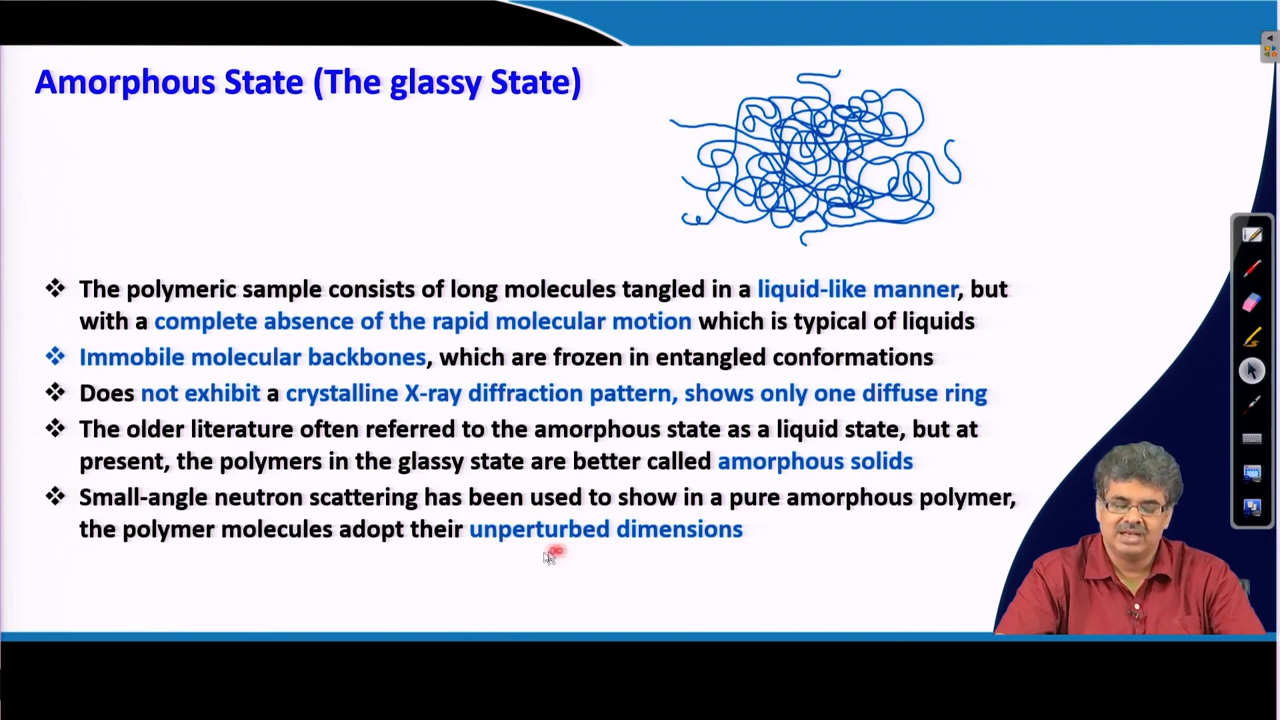 Amorphous State (The glassy State)
❖ The polymeric sample consists of long molecules tangled in a liquid-like manner, but
with a complete absence of the rapid molecular motion which is typical of liquids
❖ Immobile molecular backbones, which are frozen in entangled conformations
❖ Does not exhibit a crystalline X-ray diffraction pattern, shows only one diffuse ring
❖ The older literature often referred to the amorphous state as a liquid state, but at
present, the polymers in the glassy state are better called amorphous solids
❖ Small-angle neutron scattering has been used to show in a pure amorphous polymer,
the polymer molecules adopt their unperturbed dimensions